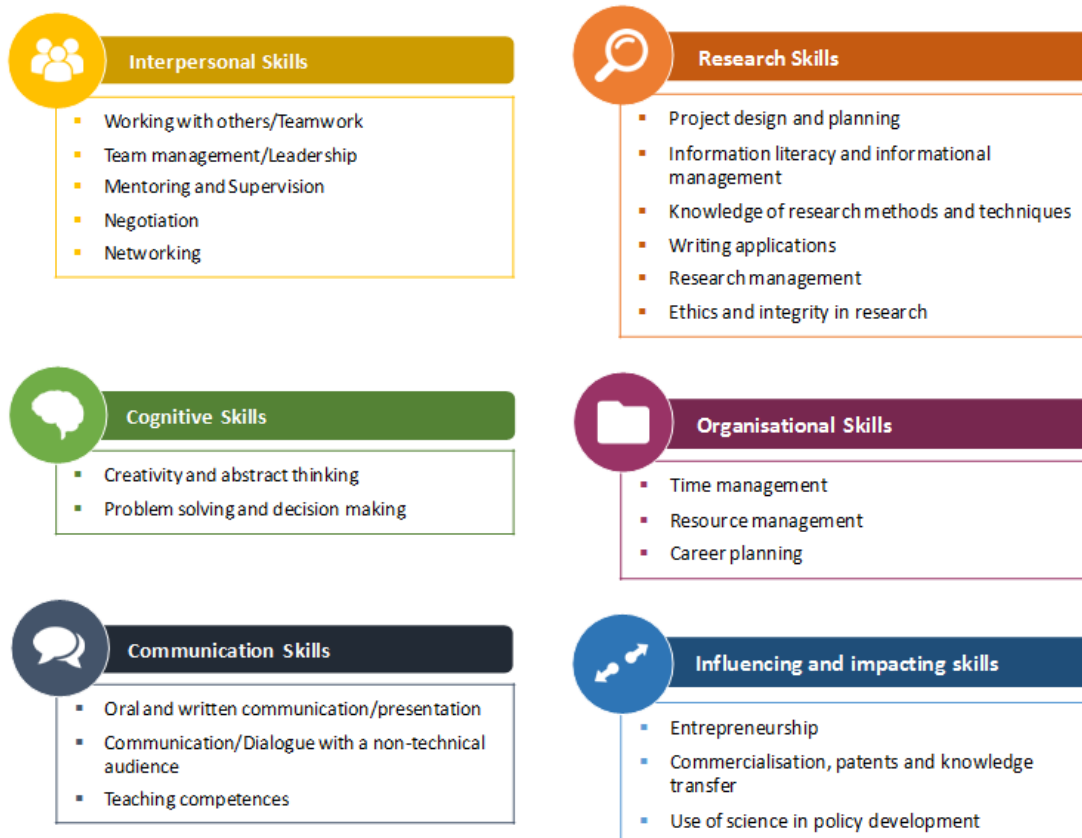 Interpersonal Skills
Working with others/Teamwork
Team management/Leadership
Mentoring and Supervision
Negotiation
Networking
Research Skills
Project design and planning
Information literacy and informational
management
Knowledge of research methods and techniques
Writing applications
Research management
Ethics and integrity in research
Cognitive Skills
Creativity and abstract thinking
Problem solving and decision making
Organisational Skills
Time management
Resource management
Career planning
Communication Skills
Oral and written communication/presentation
Communication/Dialogue with a non-technical
audience
Teaching competences
Influencing and impacting skills
Entrepreneurship
Commercialisation, patents and knowledge
transfer
Use of science in policy development